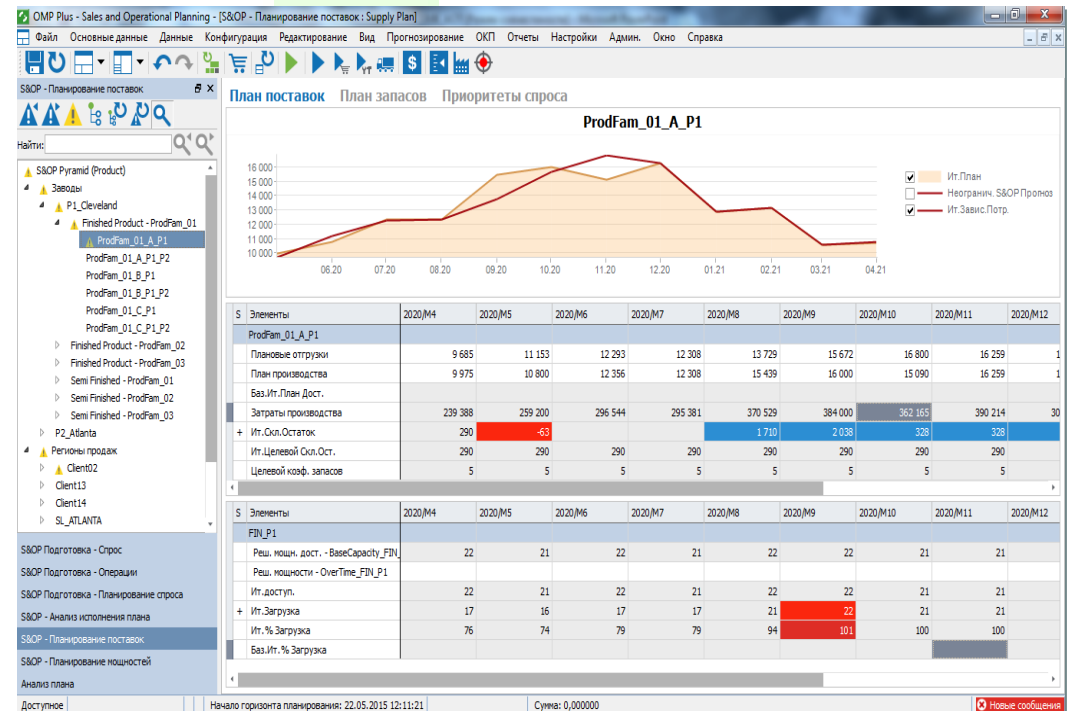 OMP Plus - Sales and Operational Planning - [S&OP - Планирование поставок : Supply Plan]
Файл Основные данные Данные Конфигурация Редактирование Вид Прогнозирование ОКП Отчеты Настройки Админ. Окно Справка
S&OP - Планирование поставок
Найти:
S&OP Pyramid (Product)
Заводы
P1_Cleveland
Finished Product - ProdFam_01
ProdFam_01_A_P1
ProdFam_01_A_P1_P2
ProdFam_01_B_P1
ProdFam_01_B_P1_P2
ProdFam_01_C_P1
ProdFam_01_C_P1_P2
Finished Product - ProdFam_02
Finished Product - ProdFam_03
Semi Finished - ProdFam_01
Semi Finished - ProdFam_02
Semi Finished - ProdFam_03
P2_Atlanta
Регионы продаж
Client02
Client13
Client14
SL_ATLANTA
S&OP Подготовка - Спрос
S&OP Подготовка - Операции
S&OP Подготовка - Планирование спроса
S&OP - Анализ исполнения плана
S&OP - Планирование поставок
S&OP - Планирование мощностей
Анализ плана
План поставок План запасов Приоритеты спроса
ProdFam_01_A_P1
16 000
15 000
14 000
13 000
12 000
11 000
10 000
06.20 07.20 08.20 09.20 10.20 11.20 12.20 01.21 02.21 03.21 04.21
Ит.План
Неогранич. S&OP Прогноз
Ит.Завис.Потр.
S Элементы 2020/M4 2020/M5 2020/M6 2020/M7 2020/M8 2020/M9 2020/M10 2020/M11 2020/M12
ProdFam_01_A_P1
Плановые отгрузки 9 685 11 153 12 293 12 308 13 729 15 672 16 800 16 259 1
План производства 9 975 10 800 12 356 12 308 15 439 16 000 15 090 16 259 1
Баз.Ит.План Дост.
Затраты производства 239 388 259 200 296 544 295 381 370 529 384 000 362 165 390 214 30
+ Ит.Скл.Остаток 290 -63 1 710 2 038 328 328
Ит.Целевой Скл.Ост. 290 290 290 290 290 290 290 290
Целевой коэф. запасов 5 5 5 5 5 5 5 5
S Элементы 2020/M4 2020/M5 2020/M6 2020/M7 2020/M8 2020/M9 2020/M10 2020/M11 2020/M12
FIN_P1
Реш. мощн. дост. - BaseCapacity_FIN_ 22 21 22 21 22 22 21 21
Реш. мощности - OverTime_FIN_P1
Ит.доступ. 22 21 22 21 22 22 21 21
+ Ит.Загрузка 17 16 17 17 21 22 21 21
Ит.% Загрузка 76 74 79 79 94 101 100 100
Баз.Ит.% Загрузка
Доступное
Начало горизонта планирования: 22.05.2015 12:11:21
Сумма: 0,000000
Новые сообщения